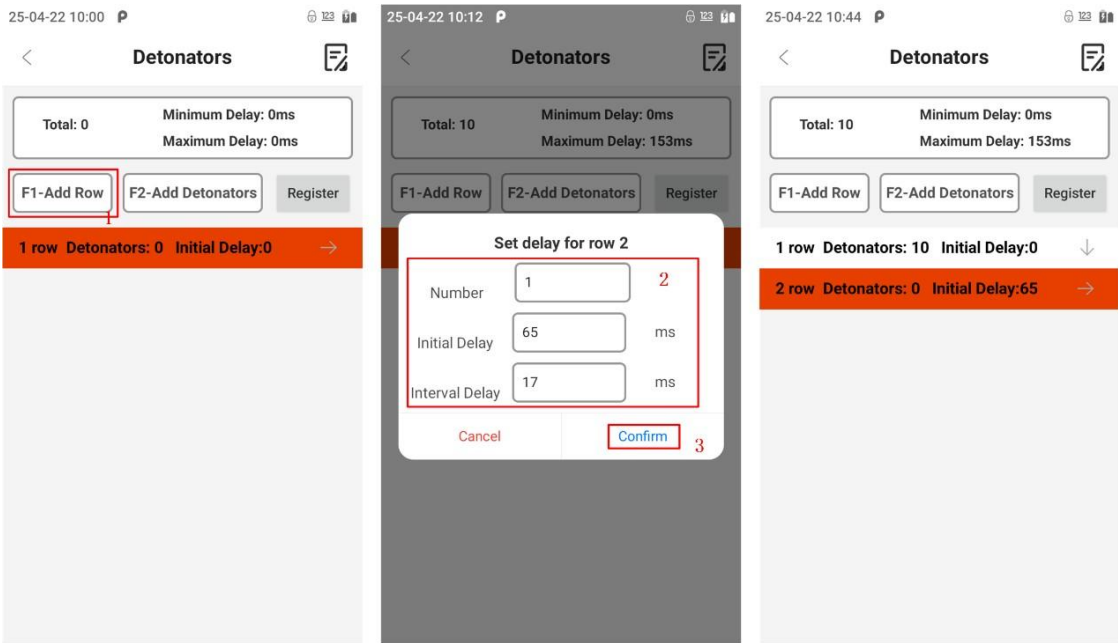 25-04-22 10:00 P 123
Detonators
Total: 0
Minimum Delay: 0ms
Maximum Delay: 0ms
F1-Add Row F2-Add Detonators Register
1
1 row Detonators: 0 Initial Delay:0
25-04-22 10:12 P 123
Detonators
Total: 10
Minimum Delay: 0ms
Maximum Delay: 153ms
F1-Add Row F2-Add Detonators Register
Set delay for row 2
2
Number 1
Initial Delay 65 ms
Interval Delay 17 ms
Cancel Confirm
3
25-04-22 10:44 P 123
Detonators
Total: 10
Minimum Delay: 0ms
Maximum Delay: 153ms
F1-Add Row F2-Add Detonators Register
1 row Detonators: 10 Initial Delay:0
2 row Detonators: 0 Initial Delay:65